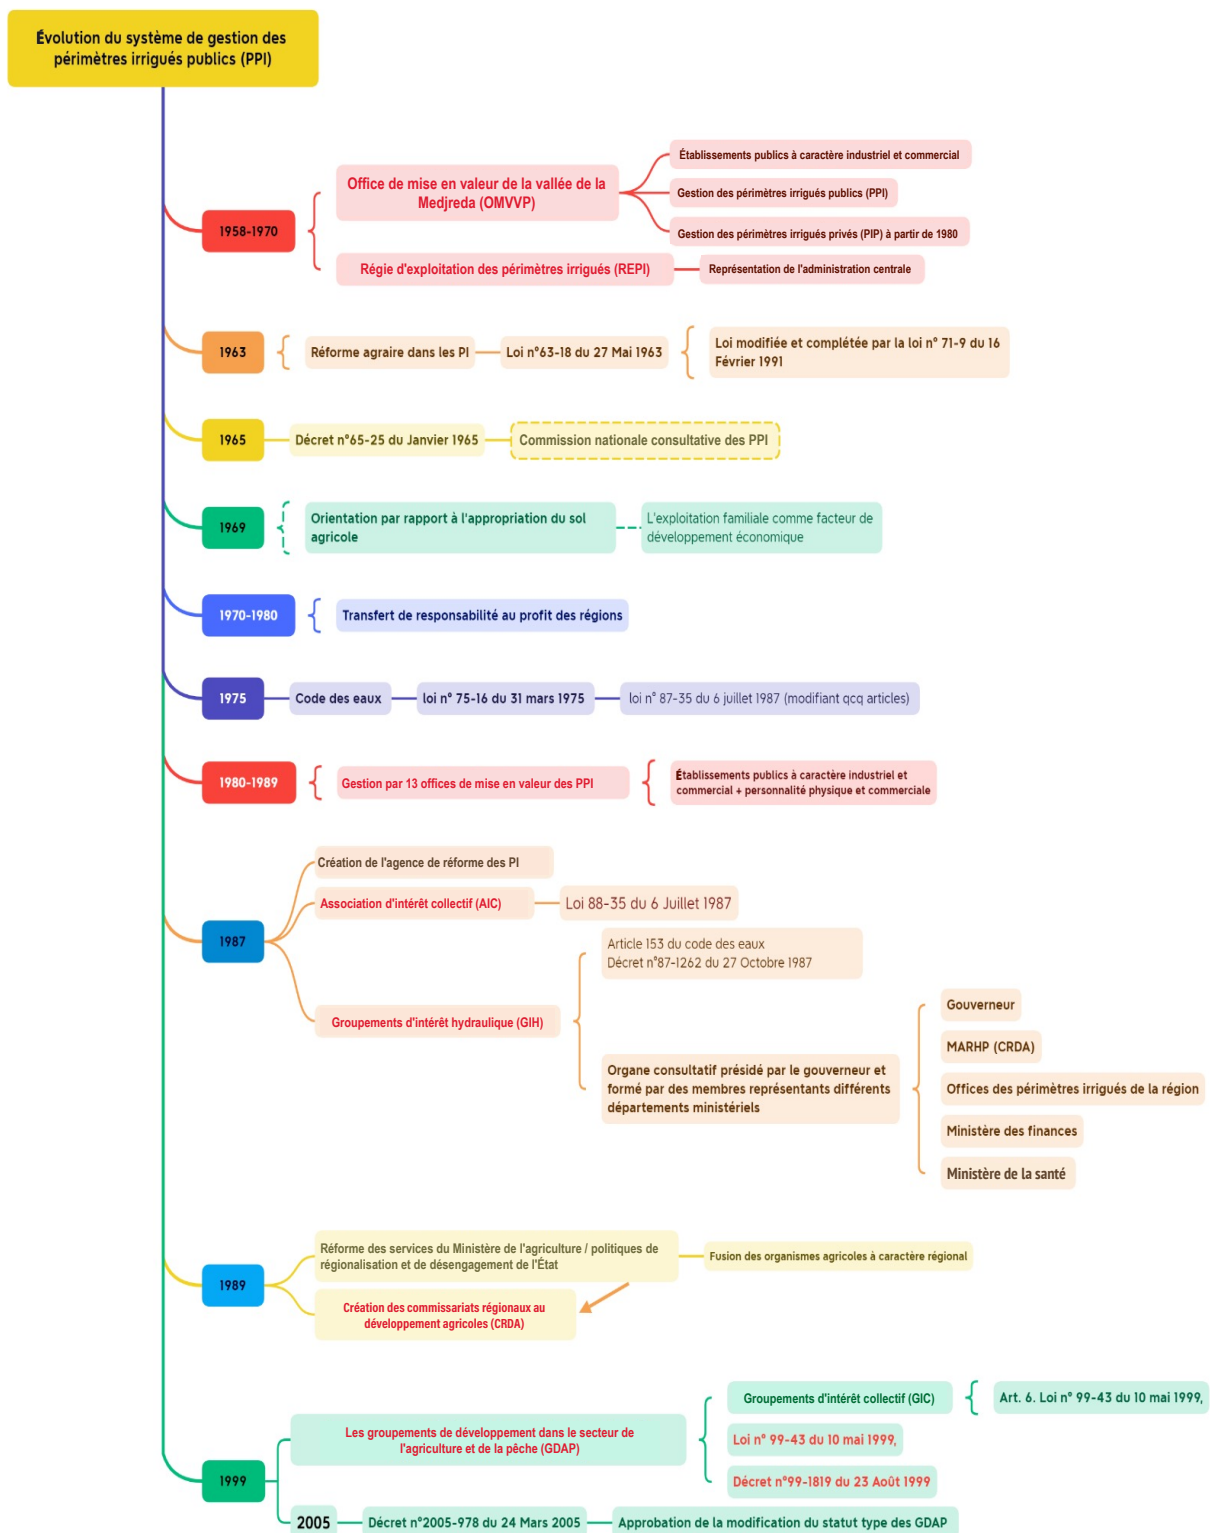 Évolution du système de gestion des
périmètres irrigués publics (PPI)
1958-1970
Office de mise en valeur de la vallée de la
Medjreda (OMVVP)
Établissements publics à caractère industriel et commercial
Gestion des périmètres irrigués publics (PPI)
Gestion des périmètres irrigués privés (PIP) à partir de 1980
Régie d'exploitation des périmètres irrigués (REPI)
Représentation de l'administration centrale
1963
Réforme agraire dans les PI
Loi n°63-18 du 27 Mai 1963
Loi modifiée et complétée par la loi n° 71-9 du 16
Février 1991
1965
Décret n°65-25 du Janvier 1965
Commission nationale consultative des PPI
1969
Orientation par rapport à l'appropriation du sol
agricole
L'exploitation familiale comme facteur de
développement économique
1970-1980
Transfert de responsabilité au profit des régions
1975
Code des eaux
loi n° 75-16 du 31 mars 1975
loi n° 87-35 du 6 juillet 1987 (modifiant qcq articles)
1980-1989
Gestion par 13 offices de mise en valeur des PPI
Établissements publics à caractère industriel et
commercial + personnalité physique et commerciale
1987
Création de l'agence de réforme des PI
Association d'intérêt collectif (AIC)
Loi 88-35 du 6 Juillet 1987
Groupements d'intérêt hydraulique (GIH)
Article 153 du code des eaux
Décret n°87-1262 du 27 Octobre 1987
Organe consultatif présidé par le gouverneur et
formé par des membres représentants différents
départements ministériels
Gouverneur
MARHP (CRDA)
Offices des périmètres irrigués de la région
Ministère des finances
Ministère de la santé
1989
Réforme des services du Ministère de l'agriculture / politiques de
régionalisation et de désengagement de l'État
Fusion des organismes agricoles à caractère régional
Création des commissariats régionaux au
développement agricoles (CRDA)
1999
Les groupements de développement dans le secteur de
l'agriculture et de la pêche (GDAP)
Groupements d'intérêt collectif (GIC)
Art. 6. Loi n° 99-43 du 10 mai 1999,
Loi n° 99-43 du 10 mai 1999,
Décret n°99-1819 du 23 Août 1999
2005
Décret n°2005-978 du 24 Mars 2005
Approbation de la modification du statut type des GDAP